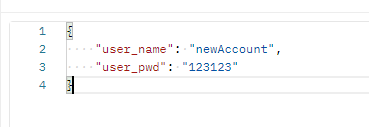 1 {
2 "user_name": "newAccount",
3 "user_pwd": "123123"
4 }